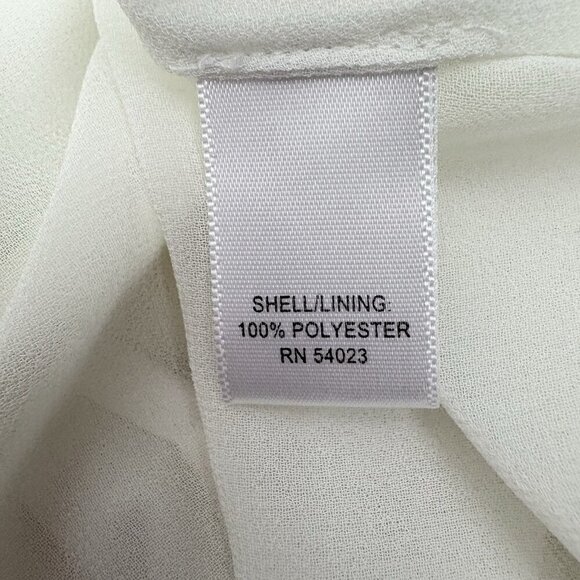 SHELL/LINING:
100% POLYESTER
RN 54023